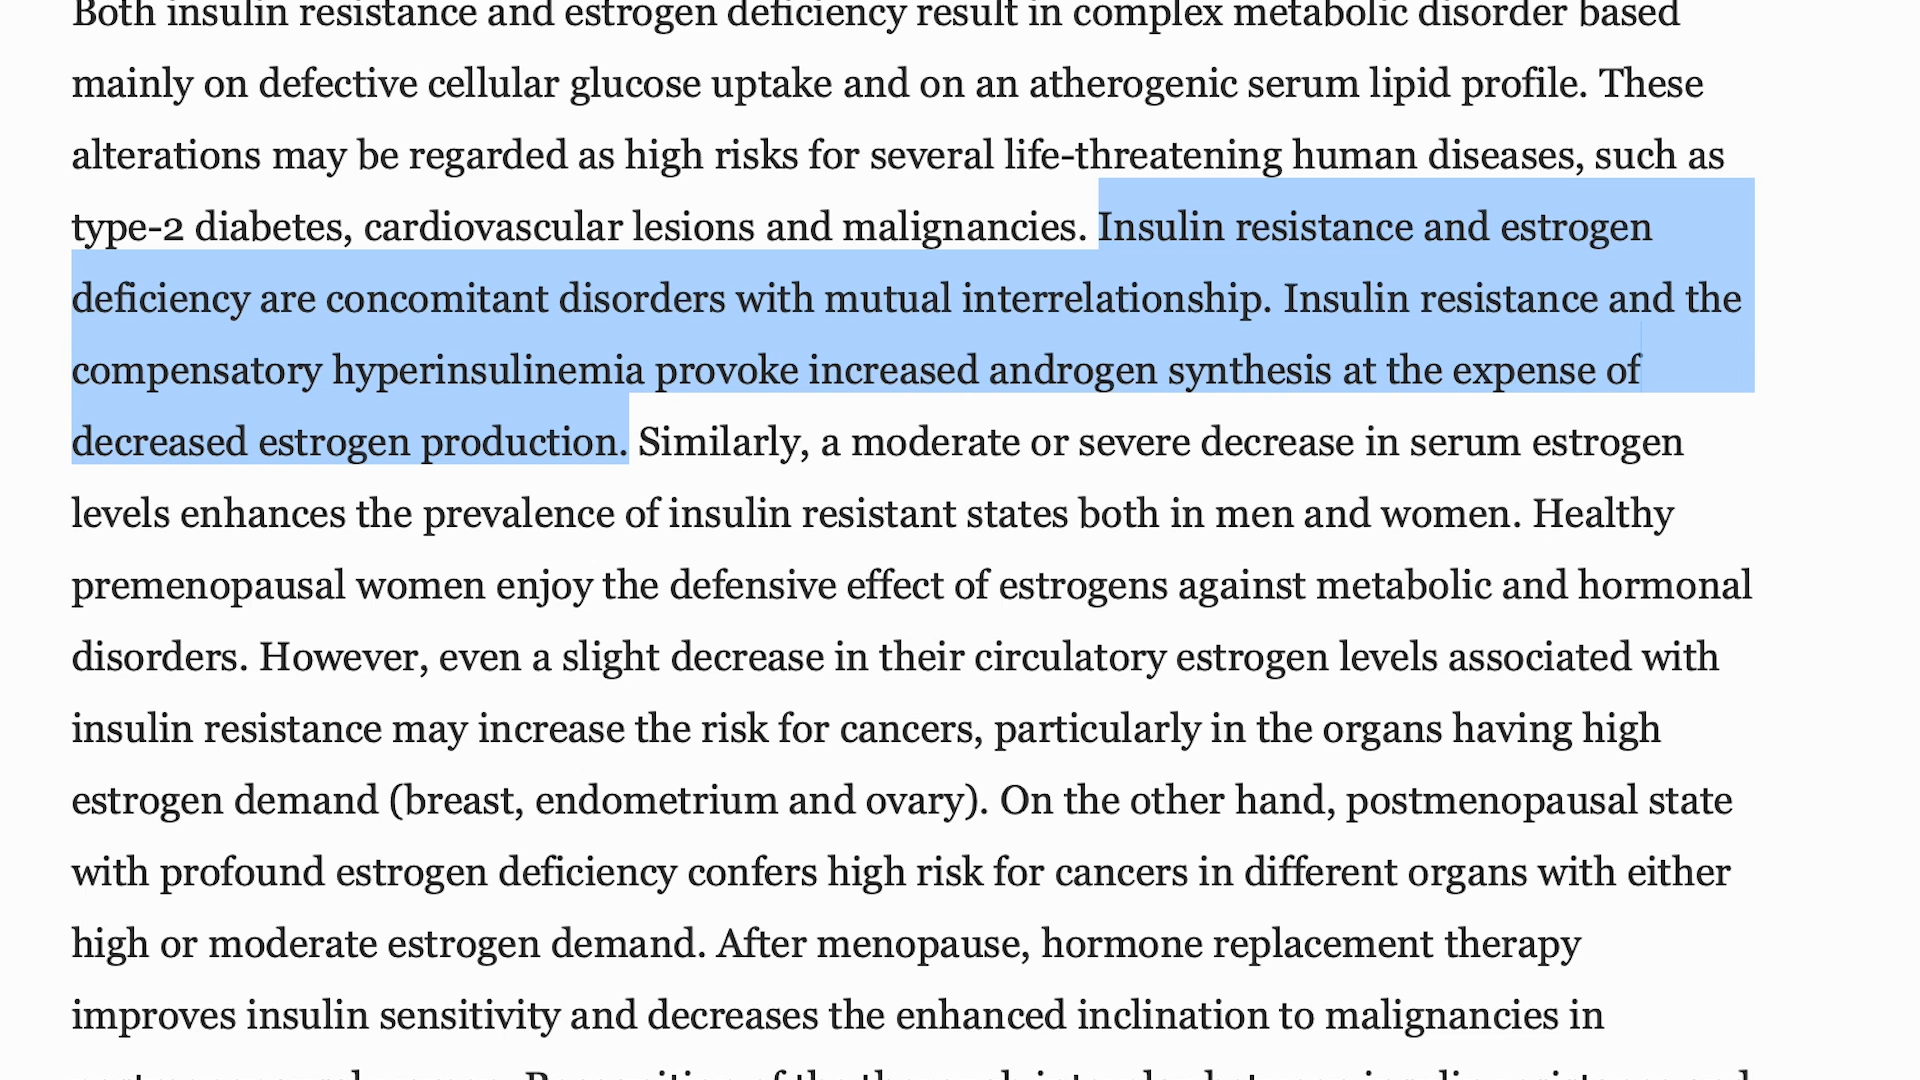 Both insulin resistance and estrogen deficiency result in complex metabolic disorder based
mainly on defective cellular glucose uptake and on an atherogenic serum lipid profile. These
alterations may be regarded as high risks for several life-threatening human diseases, such as
type-2 diabetes, cardiovascular lesions and malignancies. Insulin resistance and estrogen
deficiency are concomitant disorders with mutual interrelationship. Insulin resistance and the
compensatory hyperinsulinemia provoke increased androgen synthesis at the expense of
decreased estrogen production. Similarly, a moderate or severe decrease in serum estrogen
levels enhances the prevalence of insulin resistant states both in men and women. Healthy
premenopausal women enjoy the defensive effect of estrogens against metabolic and hormonal
disorders. However, even a slight decrease in their circulatory estrogen levels associated with
insulin resistance may increase the risk for cancers, particularly in the organs having high
estrogen demand (breast, endometrium and ovary). On the other hand, postmenopausal state
with profound estrogen deficiency confers high risk for cancers in different organs with either
high or moderate estrogen demand. After menopause, hormone replacement therapy
improves insulin sensitivity and decreases the enhanced inclination to malignancies in